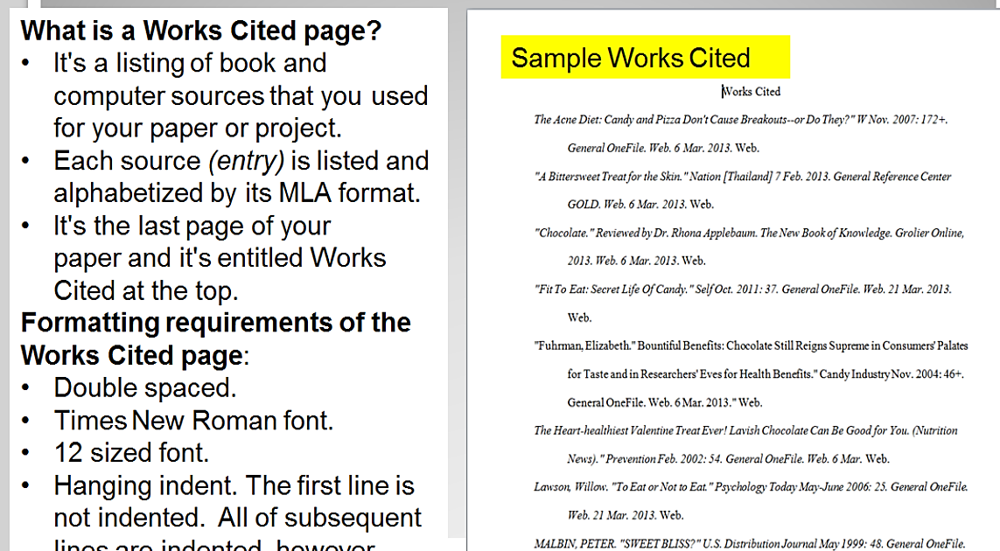 What is a Works Cited page?
• It's a listing of book and
computer sources that you used
for your paper or project.
• Each source (entry) is listed and
alphabetized by its MLA format.
• It's the last page of your
paper and it's entitled Works
Cited at the top.
Formatting requirements of the
Works Cited page:
• Double spaced.
• Times New Roman font.
• 12 sized font.
• Hanging indent. The first line is
not indented. All of subsequent
lines are indented, however
Sample Works Cited
Works Cited
The Acne Diet: Candy and Pizza Don't Cause Breakouts--or Do They?" W Nov. 2007: 172+.
General OneFile. Web. 6 Mar. 2013. Web.
"A Bittersweet Treat for the Skin." Nation [Thailand] 7 Feb. 2013. General Reference Center
GOLD. Web. 6 Mar. 2013. Web.
"Chocolate." Reviewed by Dr. Rhona Applebaum. The New Book of Knowledge. Grolier Online,
2013. Web. 6 Mar. 2013. Web.
"Fit To Eat: Secret Life Of Candy." Self Oct. 2011: 37. General OneFile. Web. 21 Mar. 2013.
Web.
"Fuhrman, Elizabeth." Bountiful Benefits: Chocolate Still Reigns Supreme in Consumers' Palates
for Taste and in Researchers' Eves for Health Benefits." Candy Industry Nov. 2004: 46+.
General OneFile. Web. 6 Mar. 2013." Web.
The Heart-healthiest Valentine Treat Ever! Lavish Chocolate Can Be Good for You. (Nutrition
News)." Prevention Feb. 2002: 54. General OneFile. Web. 6 Mar. Web.
Lawson, Willow. "To Eat or Not to Eat." Psychology Today May-June 2006: 25. General OneFile.
Web. 21 Mar. 2013. Web.
MALBIN, PETER. "SWEET BLISS?" U.S. Distribution Journal May 1999: 48. General OneFile.